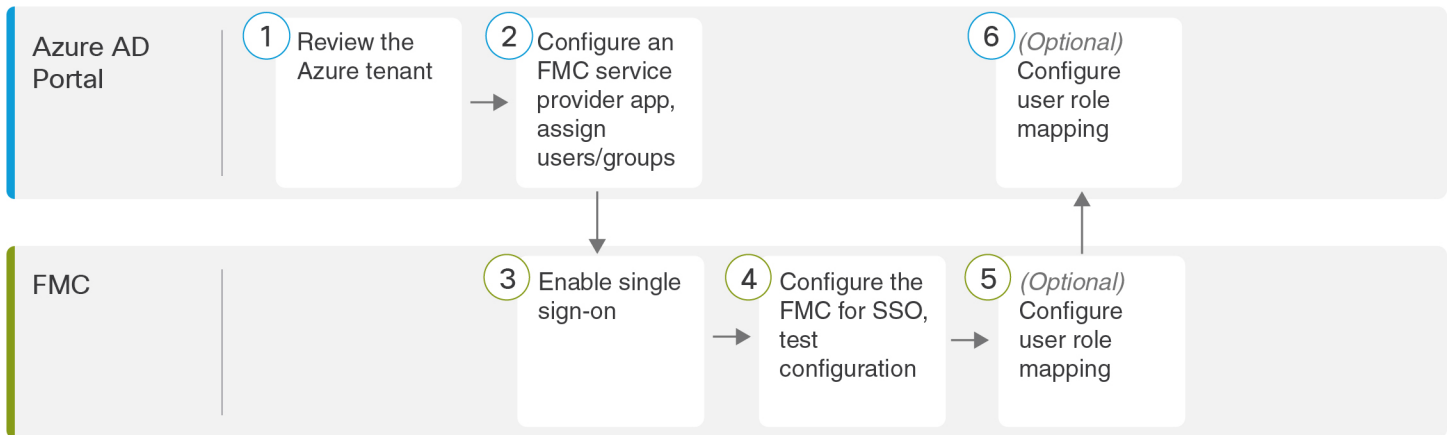 Azure AD
Portal
1
Review the
Azure tenant
2
Configure an
FMC service
provider app,
assign
users/groups
6
(Optional)
Configure
user role
mapping
FMC
3
Enable single
sign-on
4
Configure the
FMC for SSO,
test
configuration
5
(Optional)
Configure
user role
mapping